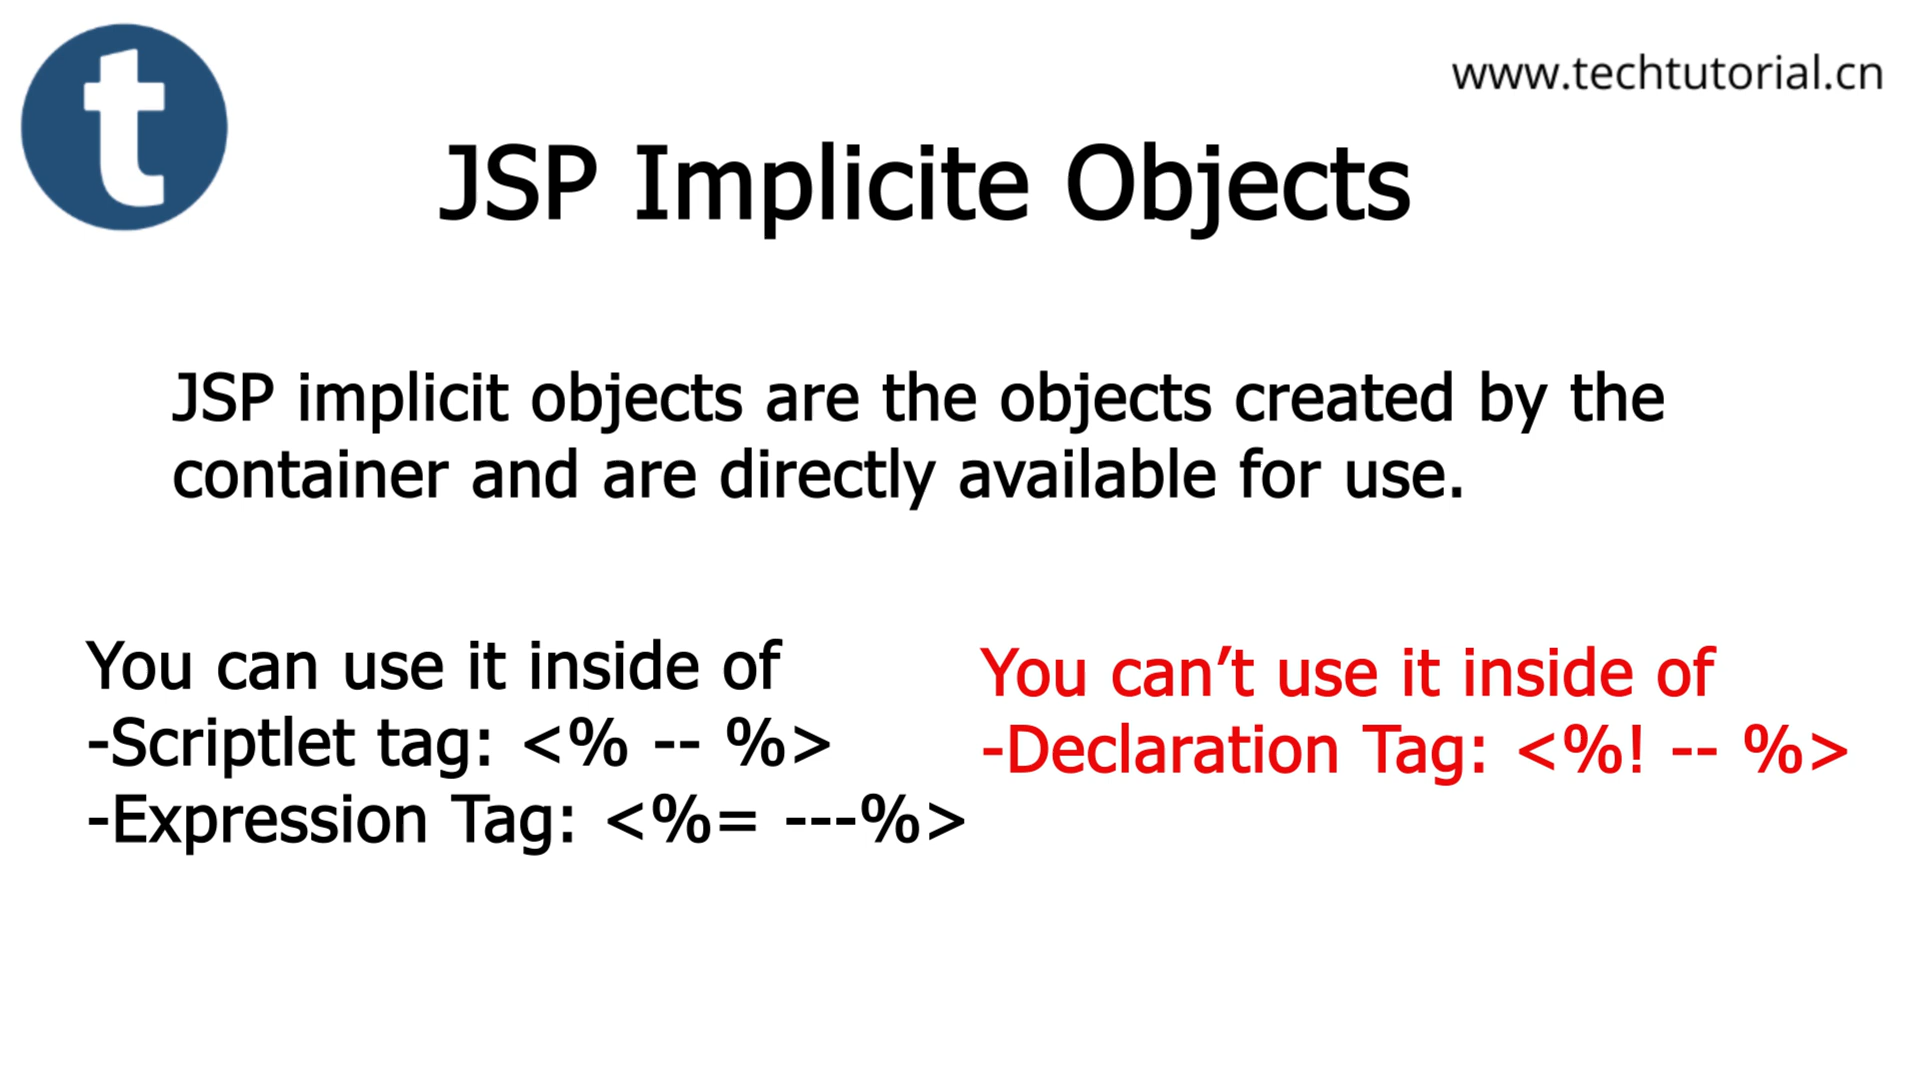 t
www.techtutorial.cn
JSP Implicite Objects
JSP implicit objects are the objects created by the
container and are directly available for use.
You can use it inside of
-Scriptlet tag: <% -- %>
-Expression Tag: <%= ---%>
You can’t use it inside of
-Declaration Tag: <%! -- %>